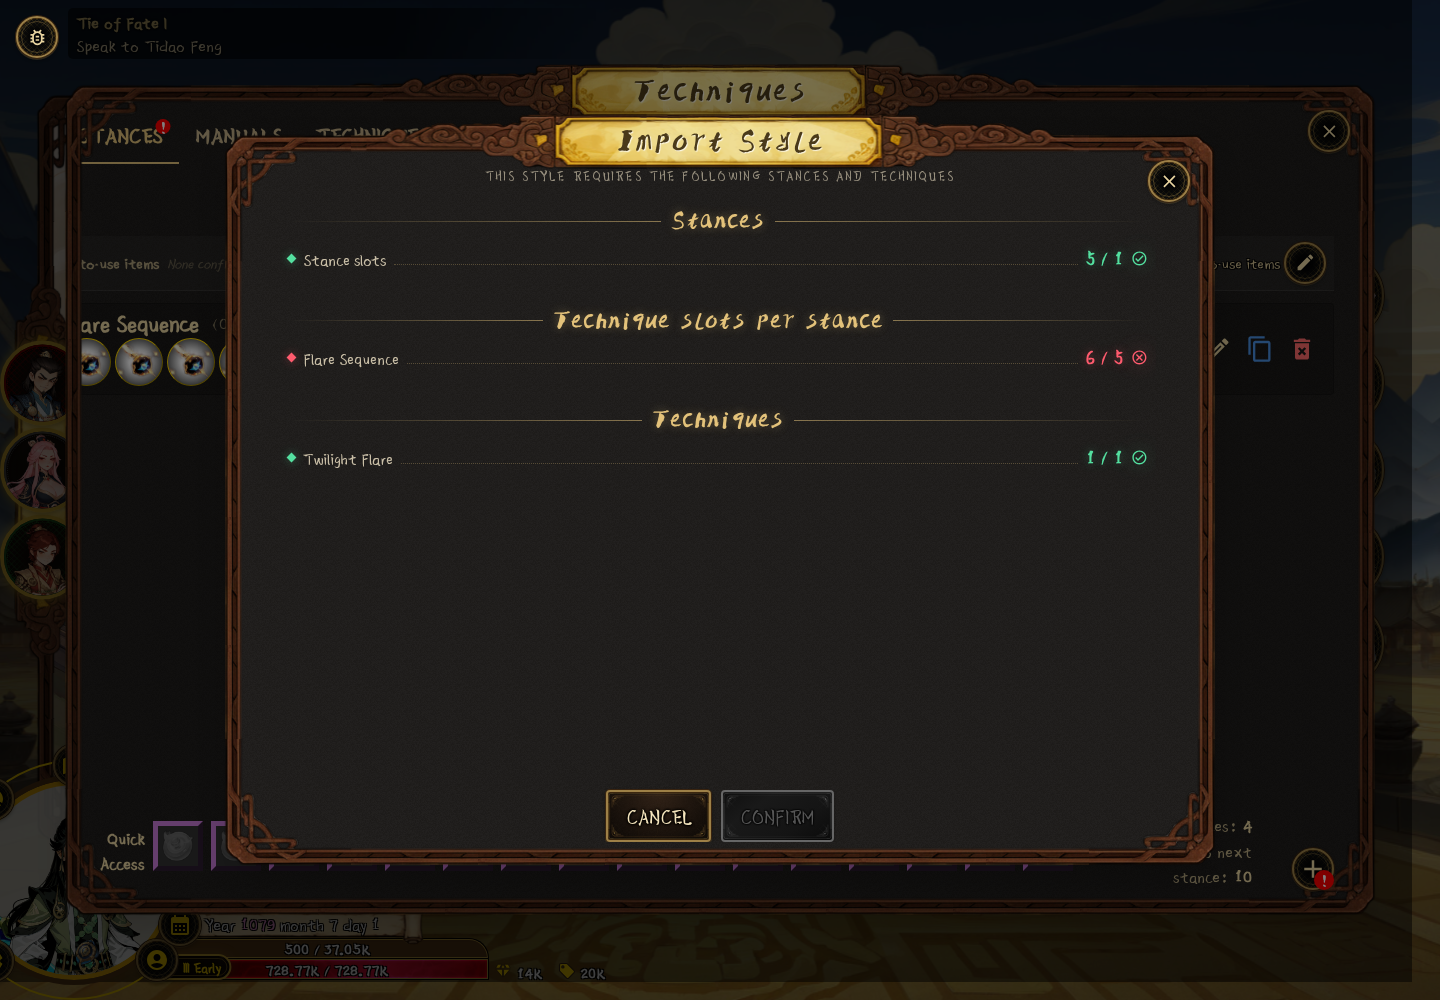 Tie of Fate 1
Speak to Tidao Feng
Techniques
Import Style
THIS STYLE REQUIRES THE FOLLOWING STANCES AND TECHNIQUES
Stances
Stance slots 5 / 1
Technique slots per stance
Flare Sequence 6 / 5
Techniques
Twilight Flare 1 / 1
to-use items None
-use items
are Sequence
CANCEL CONFIRM
Quick
Access
es: 4
next
stance: 10
Year 1079 month 7 day 1
500 / 37.05K
III Early
728.77K / 728.77K
14K 20K